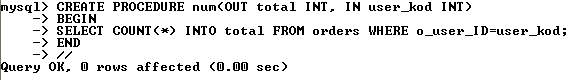 mysql> CREATE PROCEDURE num(OUT total INT, IN user_kod INT)
-> BEGIN
-> SELECT COUNT(*) INTO total FROM orders WHERE o_user_ID=user_kod;
-> END
-> //
Query OK, 0 rows affected (0.00 sec)